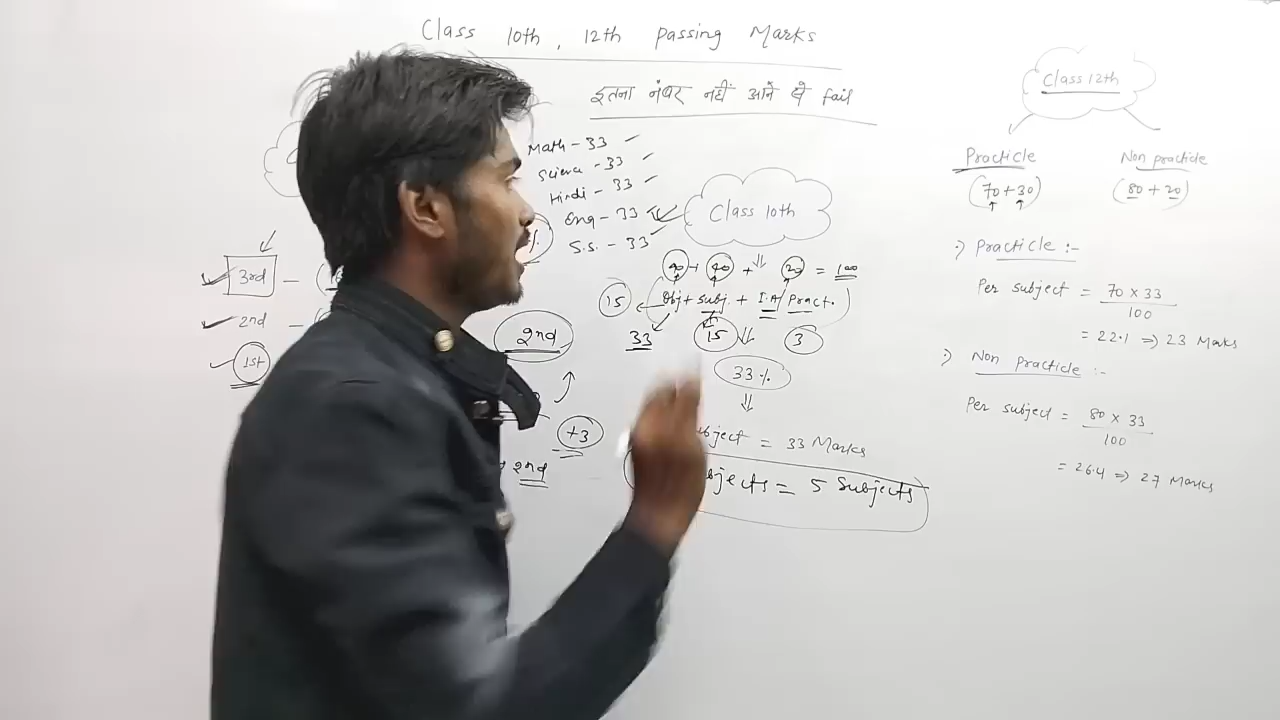 Class 10th, 12th Passing Marks
इतना नंबर नहीं आने पे fail
Math - 33
Science - 33
Hindi - 33
Eng - 33
S.S. - 33
Class 10th
+ 20 = 100
Obj + Subj. + I.A/Pract.
15
33
15
3
33%
= 33 Marks
= 5 Subjects
3rd -
2nd -
1st
2nd
+3
2nd
Class 12th
Practicle
(70+30)
Non practicle
(80+20)
:) Practicle :-
Per subject = 70 x 33
100
= 22.1 => 23 Marks
:) Non Practicle :-
Per subject = 80 x 33
100
= 26.4 => 27 Marks